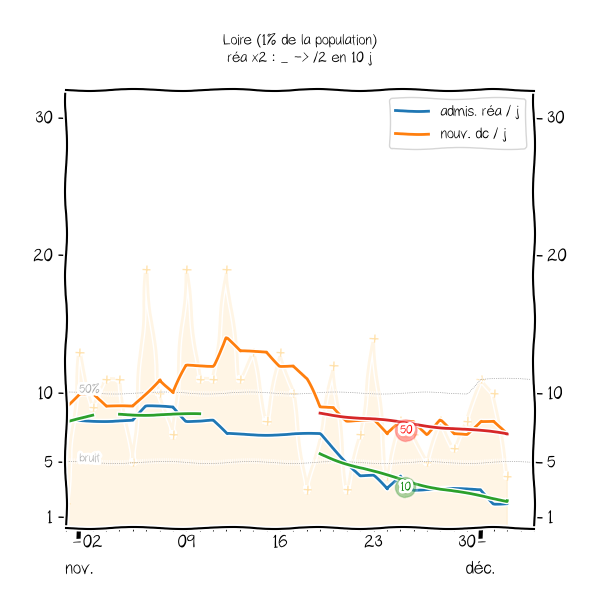 Loire (1% de la population)
réa x2 : _ -> /2 en 10 j
admis. réa / j
nouv. dc / j
30
30
20
20
50%
10
10
50
bruit
5
5
10
1
1
02
09
16
23
30
nov.
déc.